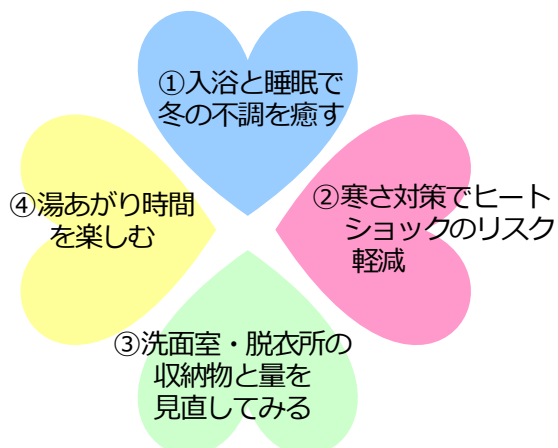 ①入浴と睡眠で
冬の不調を癒す
②寒さ対策でヒート
ショックのリスク
軽減
③洗面室・脱衣所の
収納物と量を
見直してみる
④湯あがり時間
を楽しむ